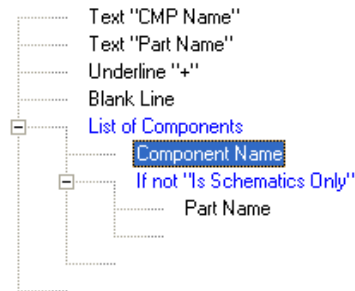 Text "CMP Name"
Text "Part Name"
Underline "+"
Blank Line
List of Components
Component Name
If not "Is Schematics Only"
Part Name